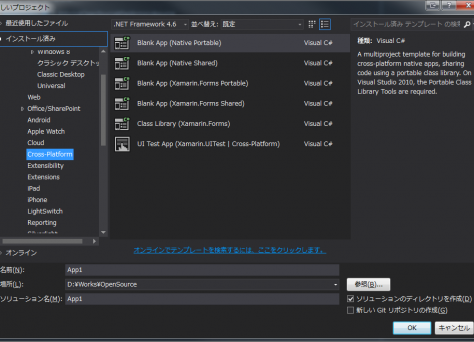 しいプロジェクト
最近使用したファイル
.NET Framework 4.6
並べ替え: 既定
インストール済み テンプレート の検
インストール済み
Windows 8
クラシック デスクト
Classic Desktop
Universal
Web
Office/SharePoint
Android
Apple Watch
Cloud
Cross-Platform
Extensibility
Extensions
iPad
iPhone
LightSwitch
Reporting
Silverlight
オンライン
Blank App (Native Portable) Visual C#
Blank App (Native Shared) Visual C#
Blank App (Xamarin.Forms Portable) Visual C#
Blank App (Xamarin.Forms Shared) Visual C#
Class Library (Xamarin.Forms) Visual C#
UI Test App (Xamarin.UITest | Cross-Platform) Visual C#
オンラインでテンプレートを検索するには、ここをクリックします。
種類: Visual C#
A multiproject template for building
cross-platform native apps, sharing
code using a portable class library. On
Visual Studio 2010, the Portable Class
Library Tools are required.
名前(N): App1
場所(L): D:¥Works¥OpenSource
参照(B)...
ソリューション名(M): App1
ソリューションのディレクトリを作成(D)
新しい Git リポジトリの作成(G)
OK
キャンセル